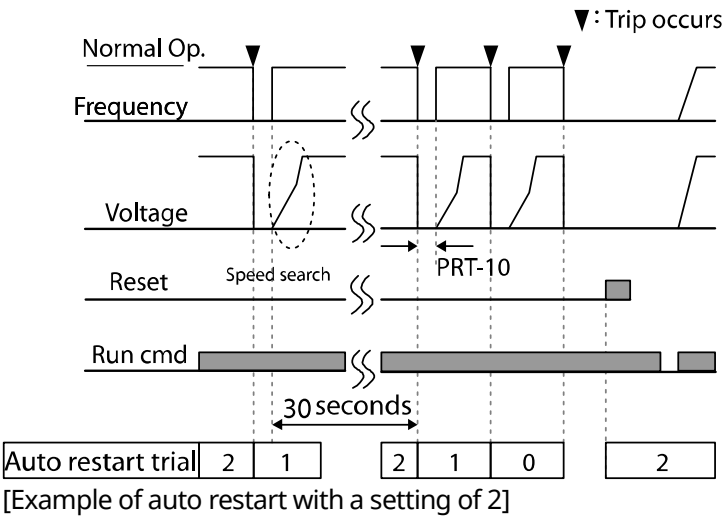 ▼: Trip occurs
Normal Op.
Frequency
Voltage
PRT-10
Speed search
Reset
Run cmd
30 seconds
Auto restart trial 2 1 2 1 0 2
[Example of auto restart with a setting of 2]